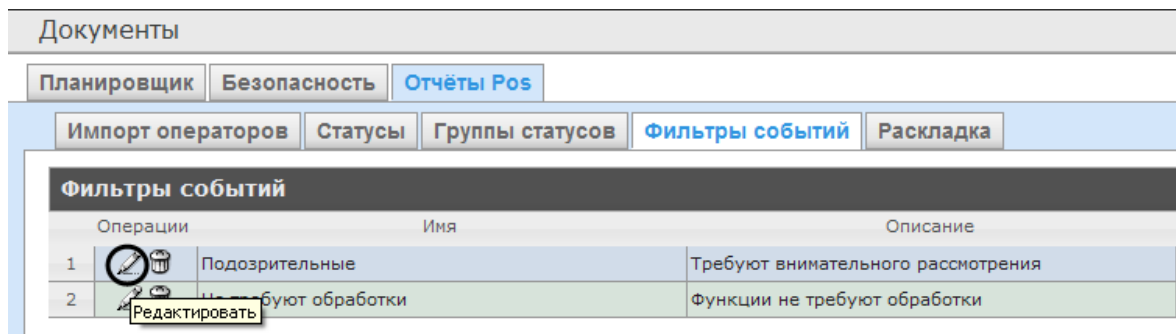 Документы
Планировщик Безопасность Отчёты Pos
Импорт операторов Статусы Группы статусов Фильтры событий Раскладка
Фильтры событий
Операции Имя Описание
1 Подозрительные Требуют внимательного рассмотрения
2 требуют обработки Функции не требуют обработки
Редактировать